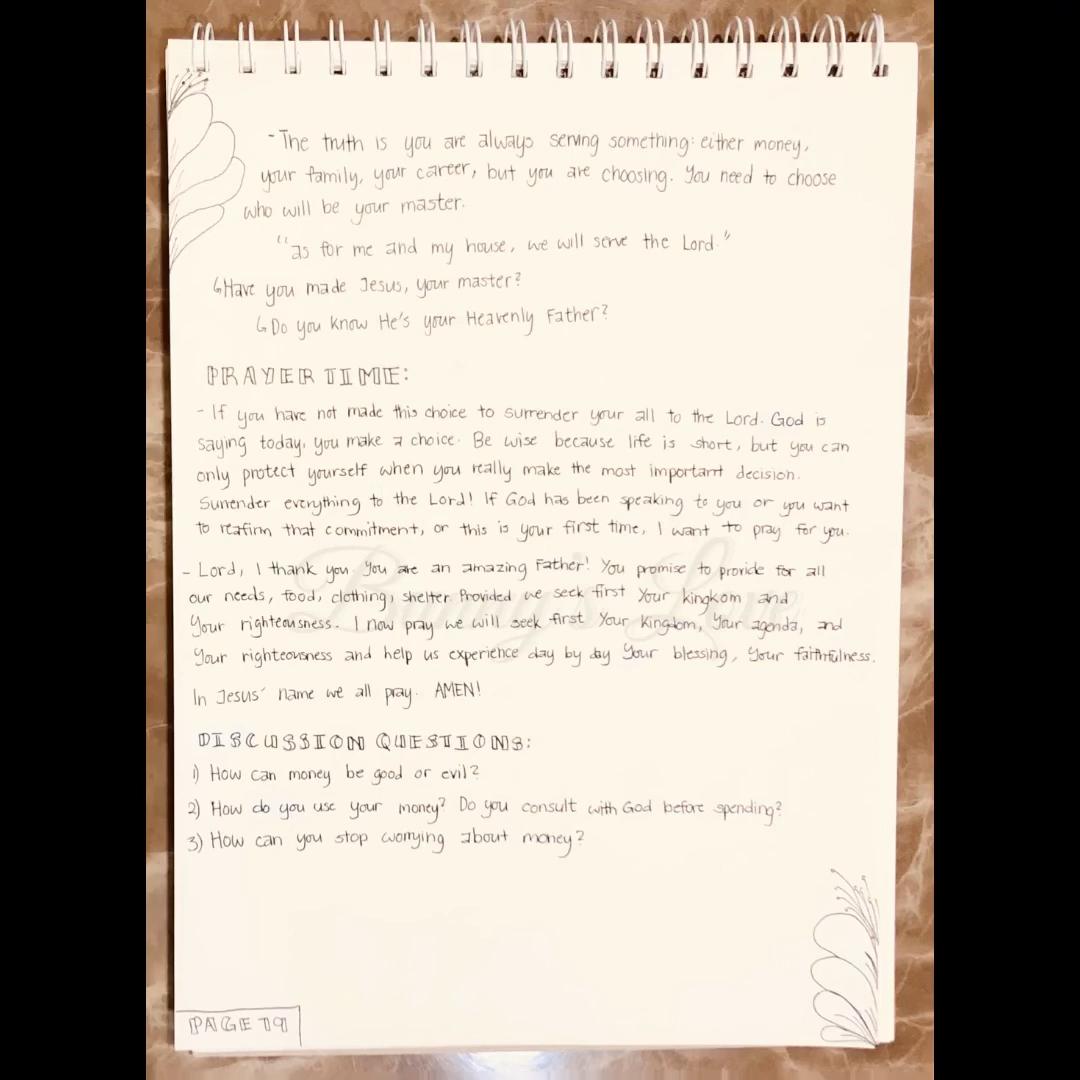 - The truth is you are always serving something: either money,
your family, your career, but you are choosing. You need to choose
who will be your master.
"as for me and my house, we will serve the Lord."
↳Have you made Jesus, your master?
↳Do you know He's your Heavenly Father?
PRAYER TIME:
- If you have not made this choice to surrender your all to the Lord. God is
saying today, you make a choice. Be wise because life is short, but you can
only protect yourself when you really make the most important decision.
Surrender everything to the Lord! If God has been speaking to you or you want
to reafirm that commitment, or this is your first time, I want to pray for you.
- Lord, I thank you. You are an amazing Father! You promise to provide for all
our needs, food, clothing, shelter. Provided we seek first Your kingkom and
Your righteousness. I now pray we will seek first Your Kingdom, Your agenda, and
Your righteousness and help us experience day by day Your blessing, Your faithfulness.
In Jesus' name we all pray. AMEN!
Bunny's Love
DISCUSSION QUESTIONS:
1) How can money be good or evil?
2) How do you use your money? Do you consult with God before spending?
3) How can you stop worrying about money?
PAGE 19